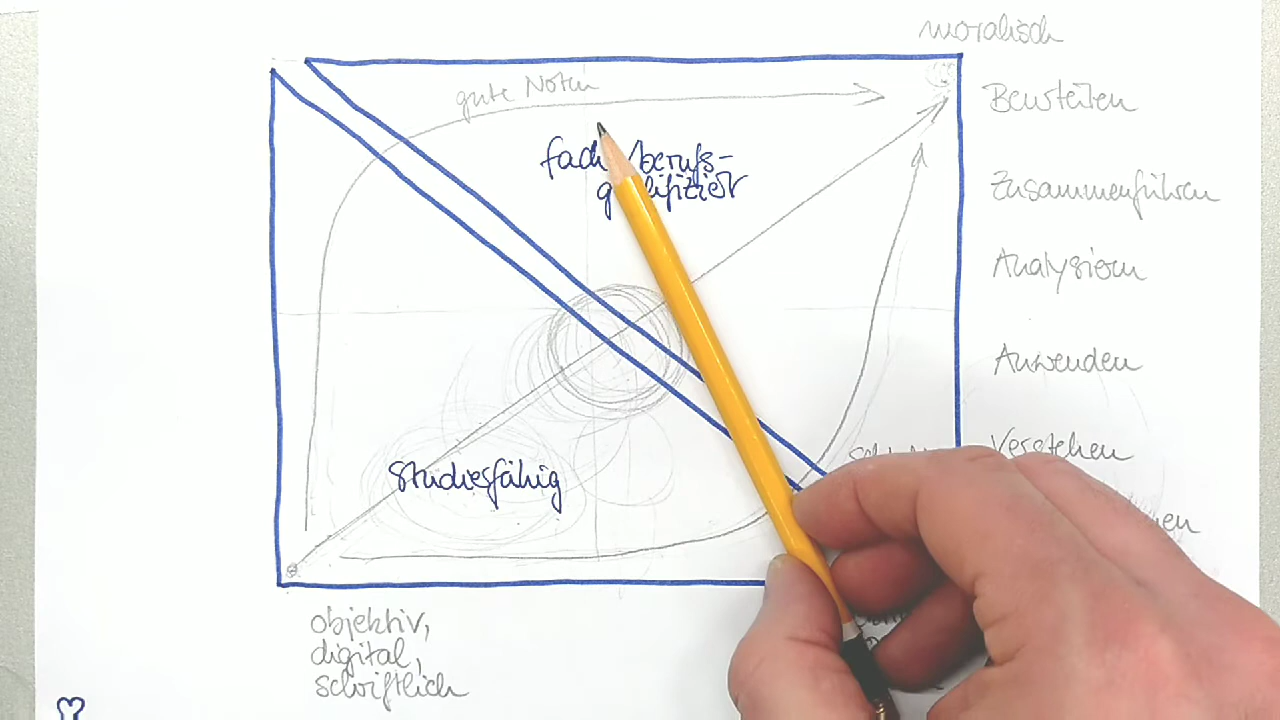 moralisch
gute Noten
Bewerten
fach-/berufs-
qualifiziert
Zusammenführen
Analysieren
Anwenden
Verstehen
Studierfähig
objektiv,
digital,
schriftlich